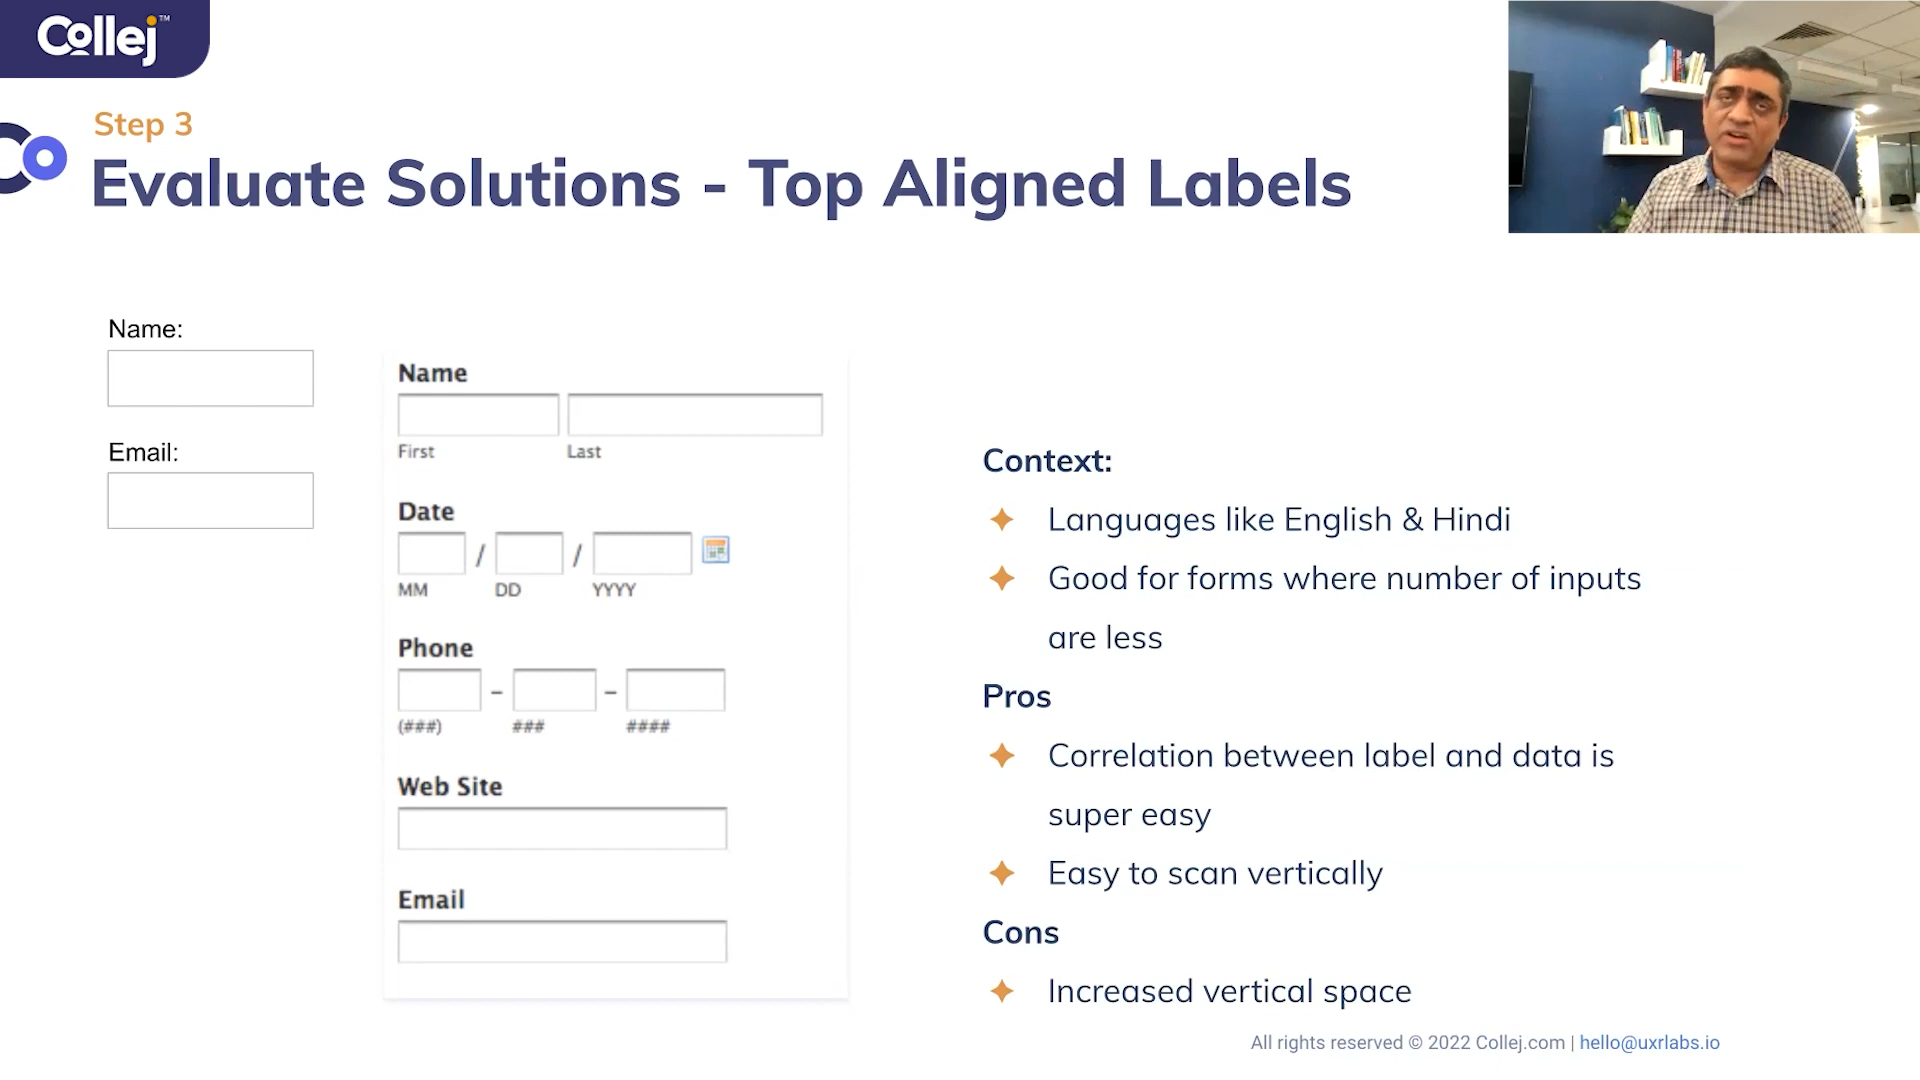 Collej™
Step 3
Evaluate Solutions - Top Aligned Labels
Name:
Email:
Name
First Last
Date
/ /
MM DD YYYY
Phone
– –
(###) ### ####
Web Site
Email
Context:
Languages like English & Hindi
Good for forms where number of inputs
are less
Pros
Correlation between label and data is
super easy
Easy to scan vertically
Cons
Increased vertical space
All rights reserved © 2022 Collej.com | hello@uxrlabs.io